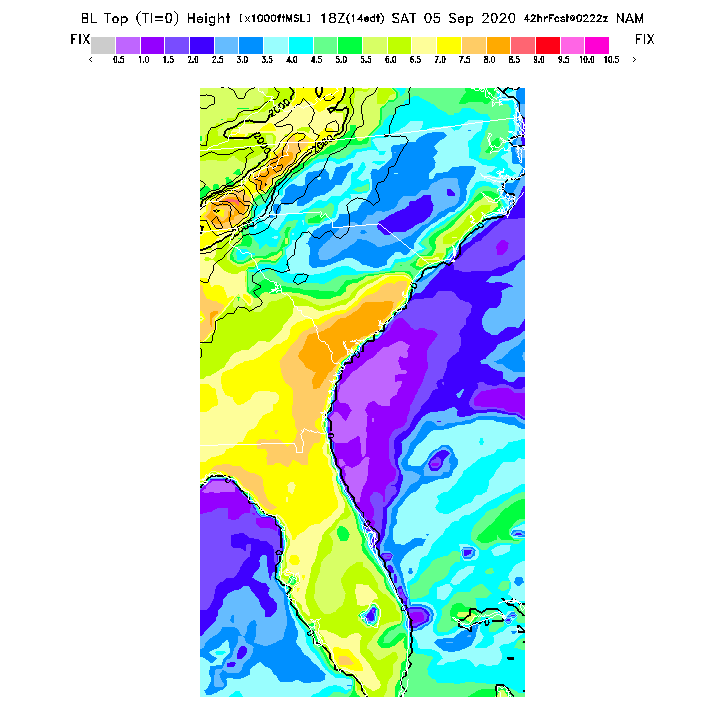 BL Top (TI=0) Height [x1000ftMSL] 18Z(14edt) SAT 05 Sep 2020 42hrFcst@0222z NAM
FIX FIX
< 0.5 1.0 1.5 2.0 2.5 3.0 3.5 4.0 4.5 5.0 5.5 6.0 6.5 7.0 7.5 8.0 8.5 9.0 9.5 10.0 10.5 >
2000
2000
2000